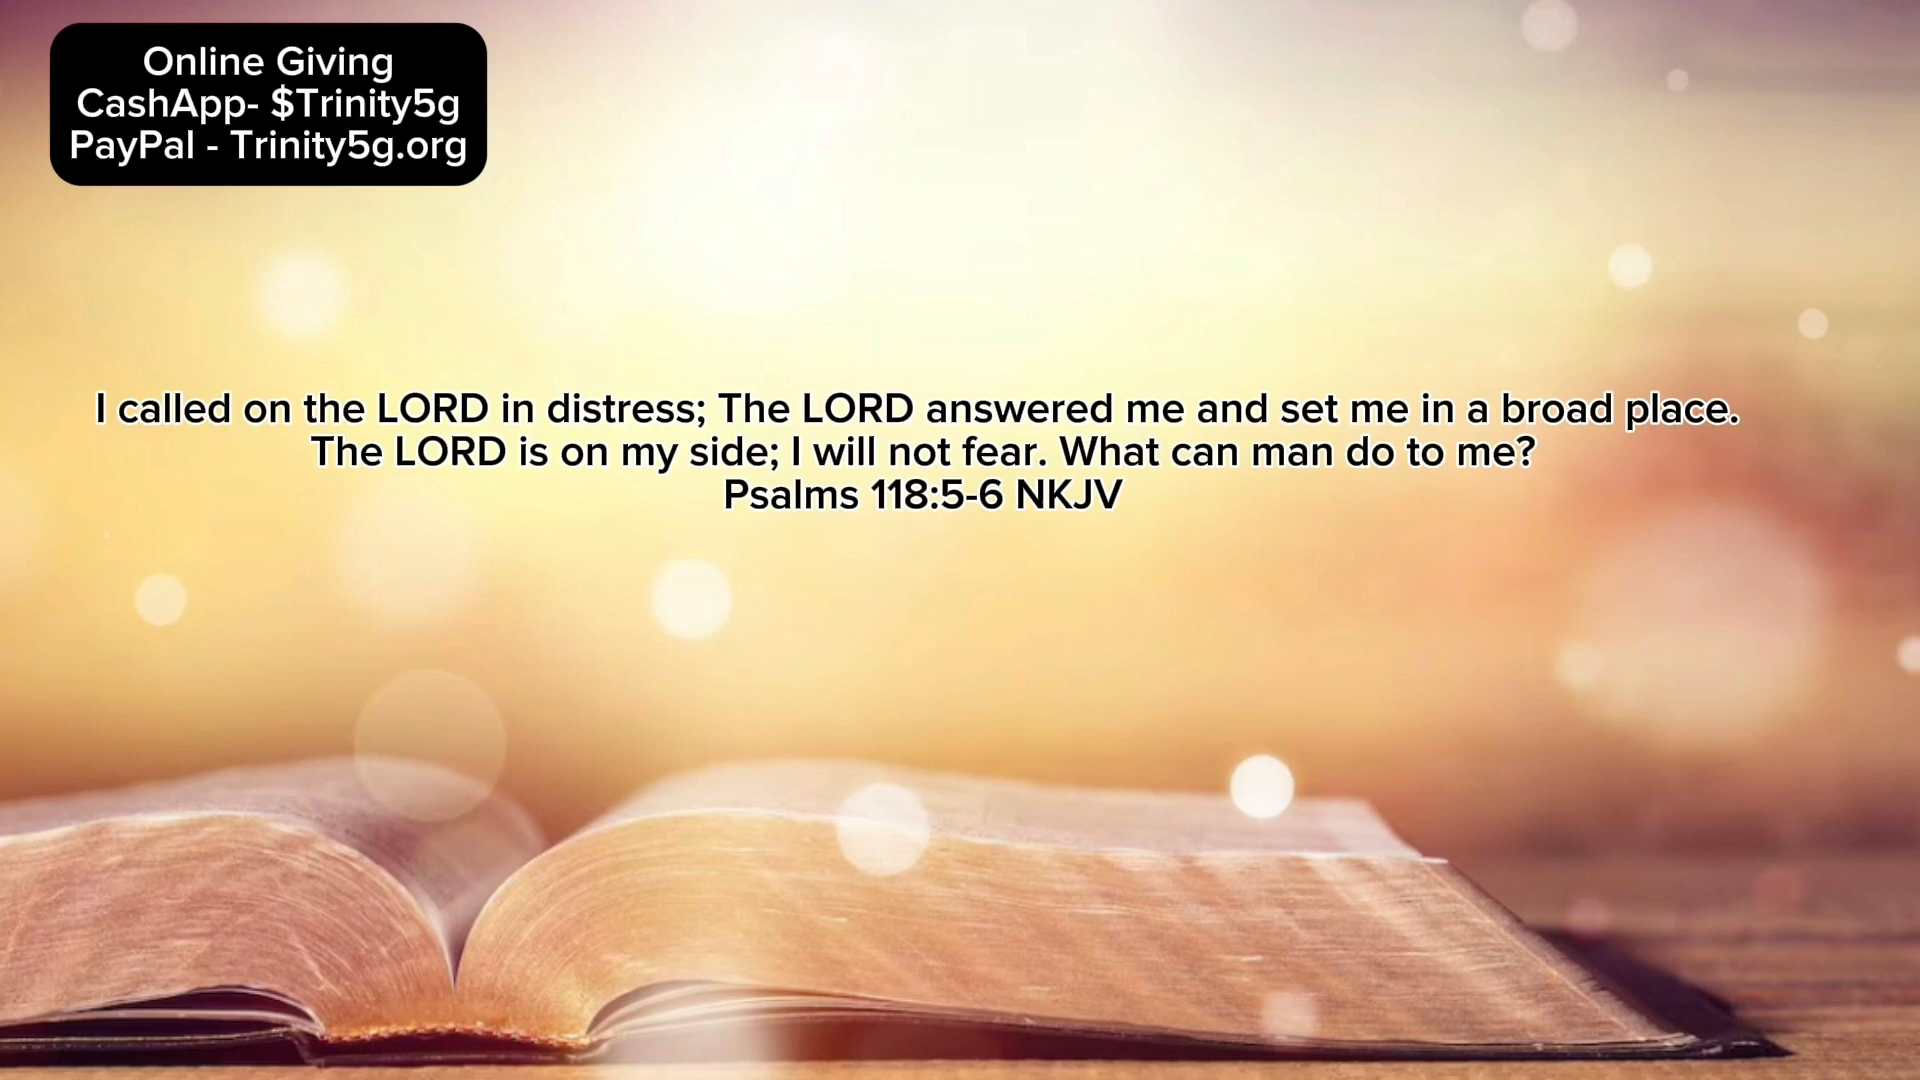 Online Giving
CashApp- $Trinity5g
PayPal - Trinity5g.org
I called on the LORD in distress; The LORD answered me and set me in a broad place.
The LORD is on my side; I will not fear. What can man do to me?
Psalms 118:5-6 NKJV